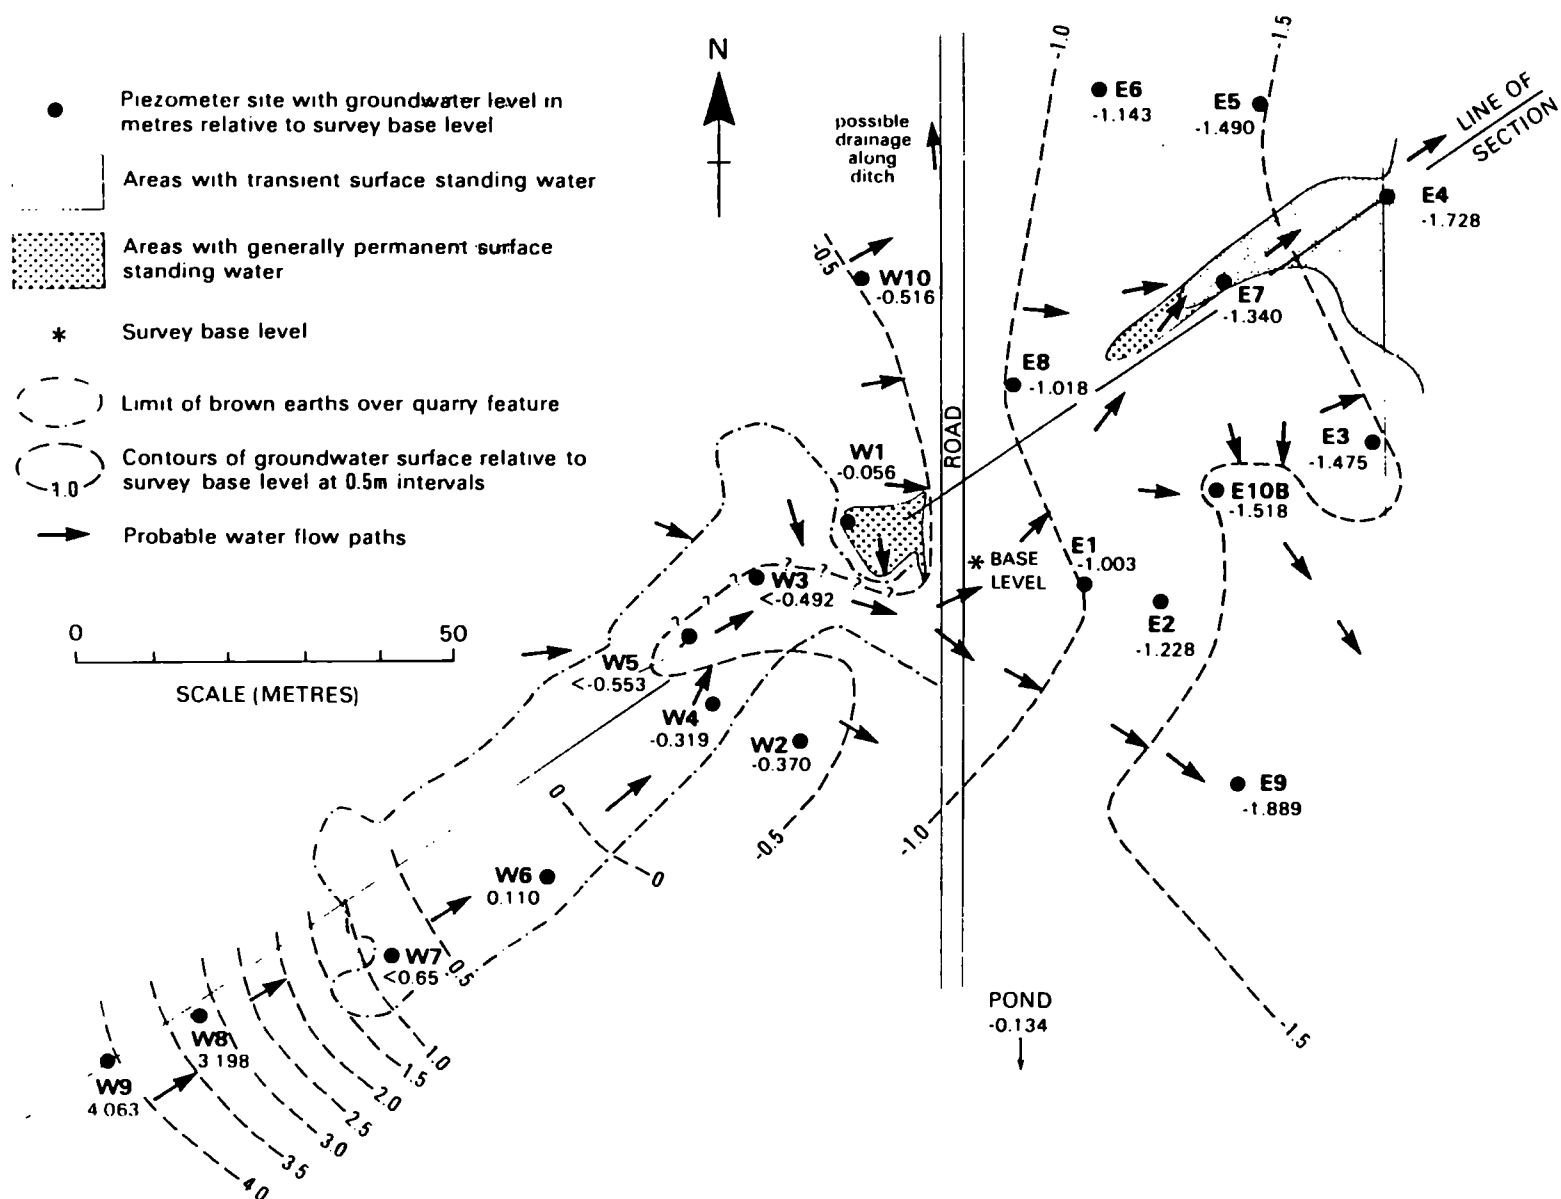 N
Piezometer site with groundwater level in
metres relative to survey base level
Areas with transient surface standing water
Areas with generally permanent surface
standing water
* Survey base level
Limit of brown earths over quarry feature
Contours of groundwater surface relative to
survey base level at 0.5m intervals
1.0
Probable water flow paths
0 50
SCALE (METRES)
possible
drainage
along
ditch
-1.0
-1.5
LINE OF
SECTION
E6
-1.143
E5
-1.490
E4
-1.728
-0.5
W10
-0.516
E7
-1.340
E8
-1.018
ROAD
W1
-0.056
E3
-1.475
E10B
-1.518
* BASE
LEVEL
E1
-1.003
E2
-1.228
? ? ? ? ? ? ?
W3
<-0.492
W5
<-0.553
W4
-0.319
W2
-0.370
E9
-1.889
0
0
-0.5
-1.0
W6
0.110
W7
<0.65
0.5
POND
-0.134
-1.5
W8
3 198
W9
4 063
1.0
1.5
2.0
2.5
3.0
3 5
4 0